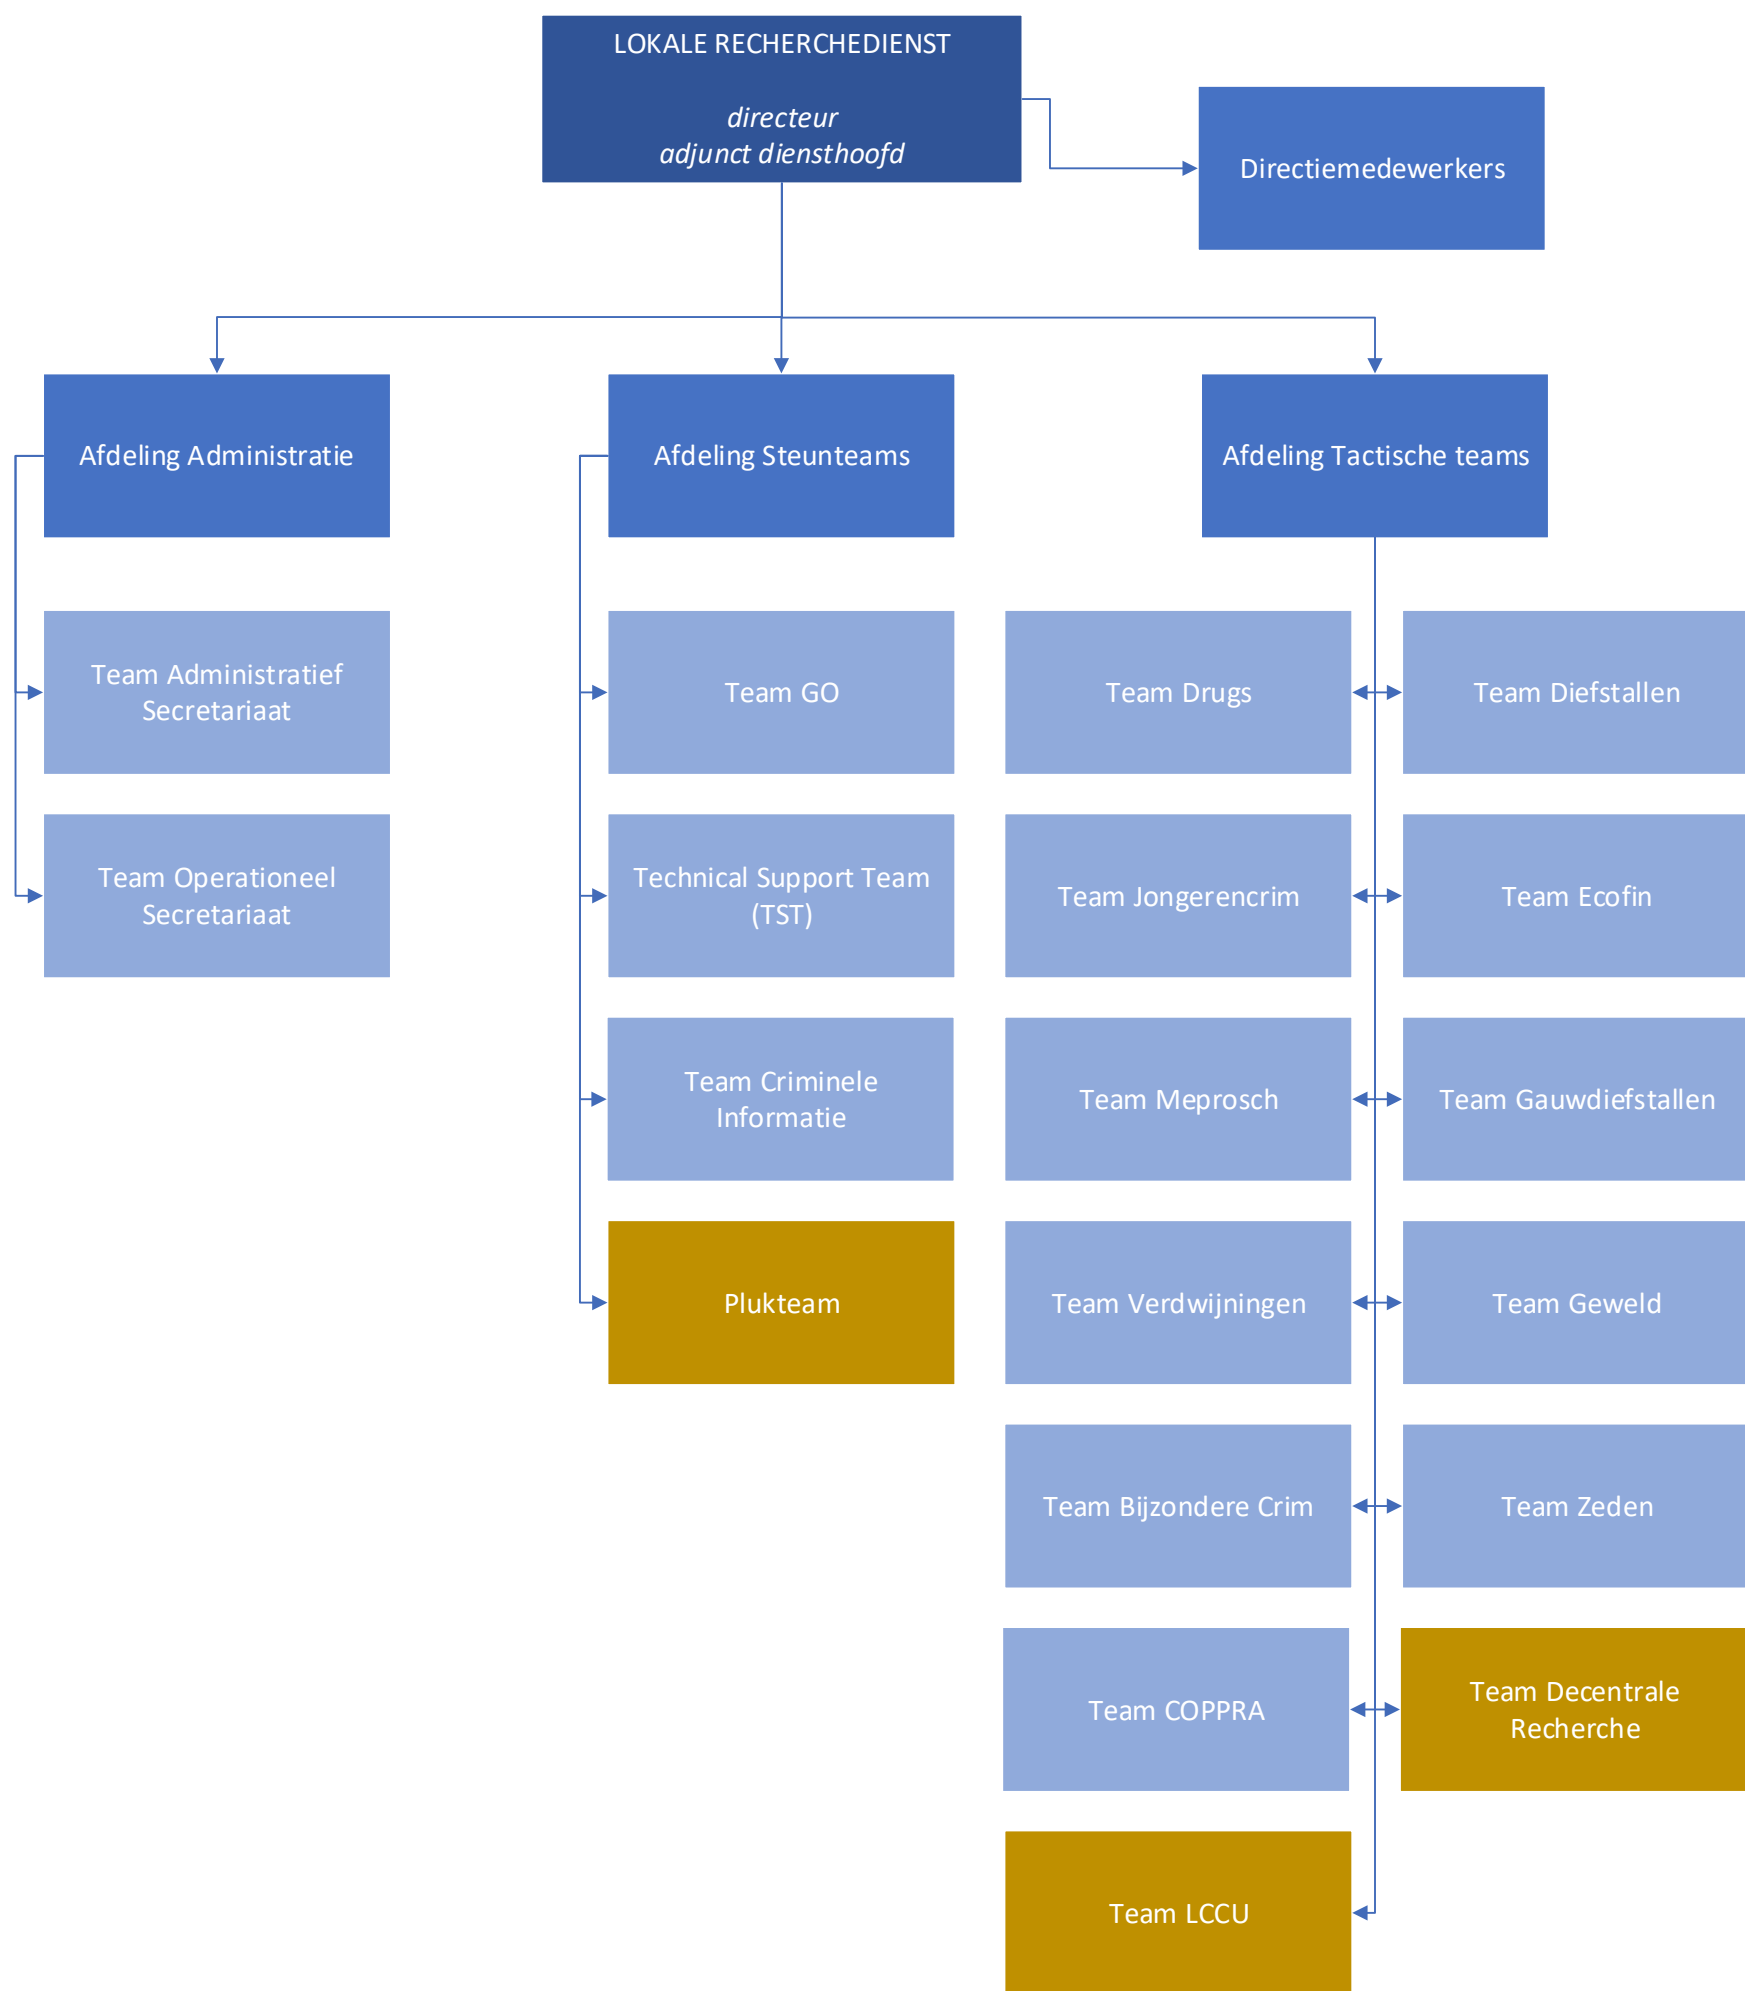 LOKALE RECHERCHEDIENST
directeur
adjunct diensthoofd
Directiemedewerkers
Afdeling Administratie
Afdeling Steunteams
Afdeling Tactische teams
Team Administratief
Secretariaat
Team GO
Team Drugs
Team Diefstallen
Team Operationeel
Secretariaat
Technical Support Team
(TST)
Team Jongerencrim
Team Ecofin
Team Criminele
Informatie
Team Meprosch
Team Gauwdiefstallen
Plukteam
Team Verdwijningen
Team Geweld
Team Bijzondere Crim
Team Zeden
Team COPPRA
Team Decentrale
Recherche
Team LCCU